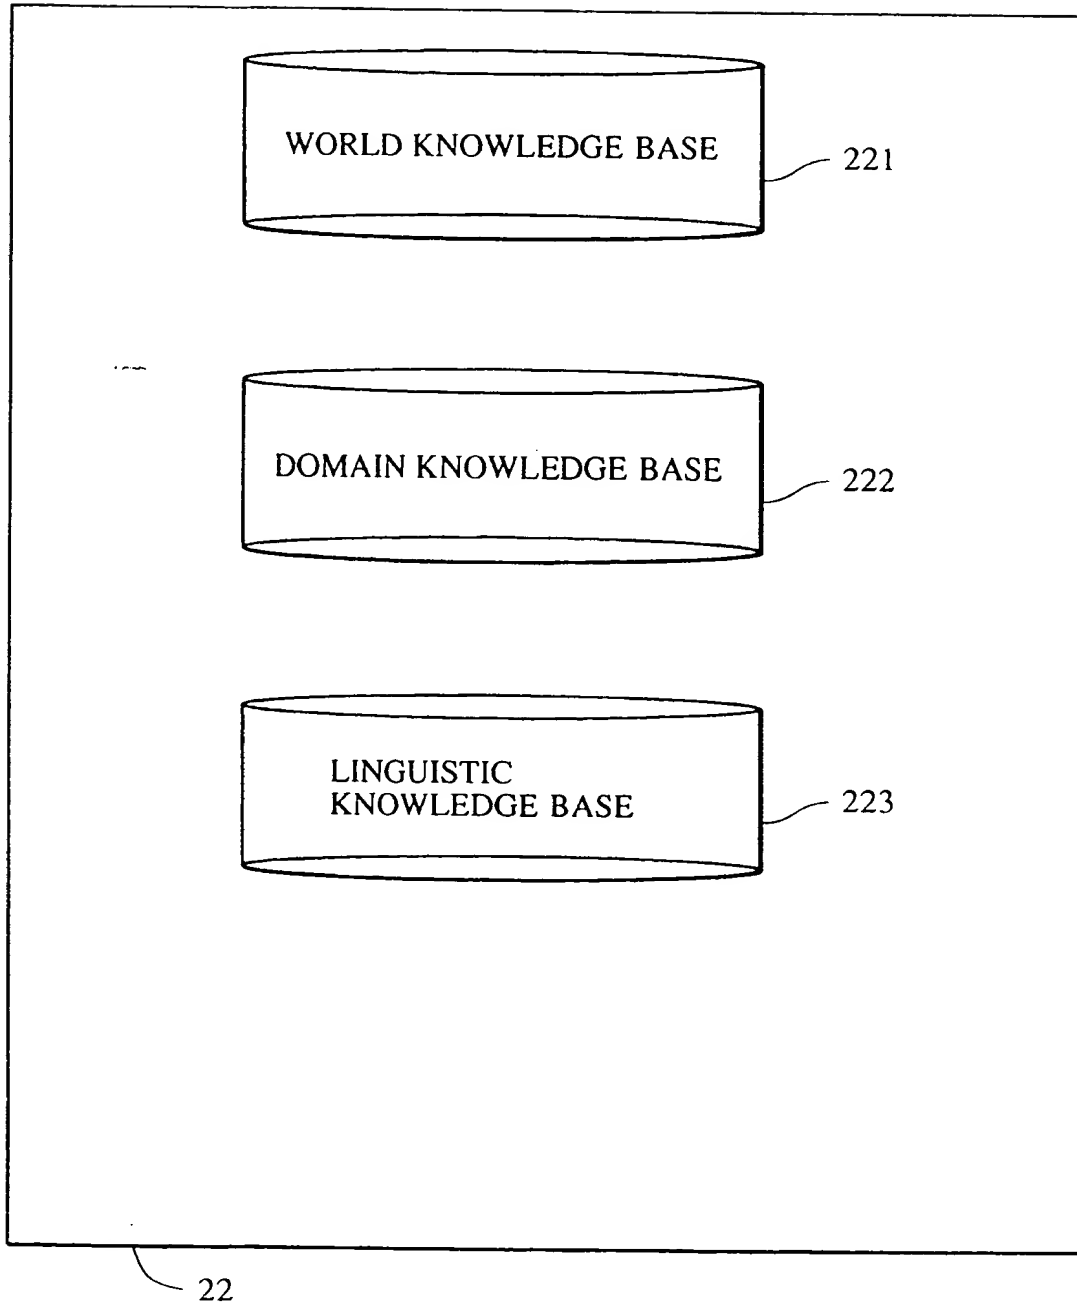 WORLD KNOWLEDGE BASE
221
DOMAIN KNOWLEDGE BASE
222
LINGUISTIC
KNOWLEDGE BASE
223
22